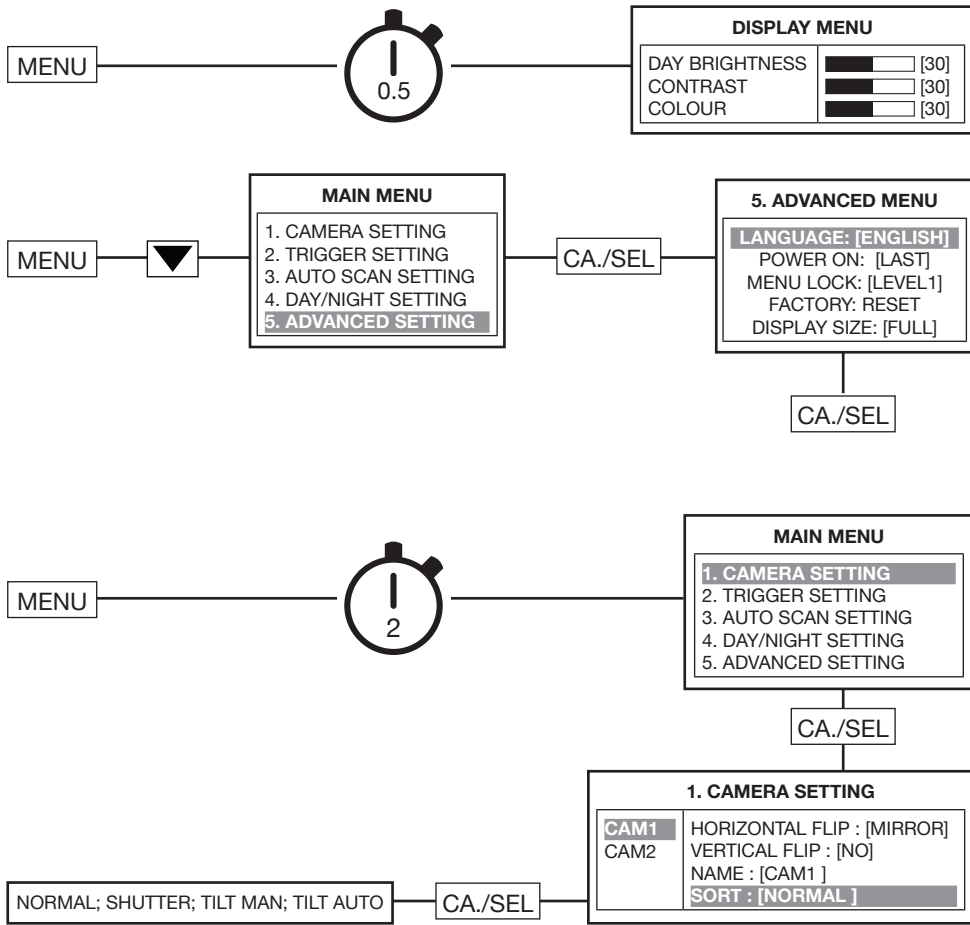 MENU
0.5
DISPLAY MENU
DAY BRIGHTNESS [30]
CONTRAST [30]
COLOUR [30]
MENU
MAIN MENU
1. CAMERA SETTING
2. TRIGGER SETTING
3. AUTO SCAN SETTING
4. DAY/NIGHT SETTING
5. ADVANCED SETTING
CA./SEL
5. ADVANCED MENU
LANGUAGE: [ENGLISH]
POWER ON: [LAST]
MENU LOCK: [LEVEL1]
FACTORY: RESET
DISPLAY SIZE: [FULL]
CA./SEL
MENU
2
MAIN MENU
1. CAMERA SETTING
2. TRIGGER SETTING
3. AUTO SCAN SETTING
4. DAY/NIGHT SETTING
5. ADVANCED SETTING
CA./SEL
1. CAMERA SETTING
CAM1
CAM2
HORIZONTAL FLIP : [MIRROR]
VERTICAL FLIP : [NO]
NAME : [CAM1 ]
SORT : [NORMAL ]
CA./SEL
NORMAL; SHUTTER; TILT MAN; TILT AUTO